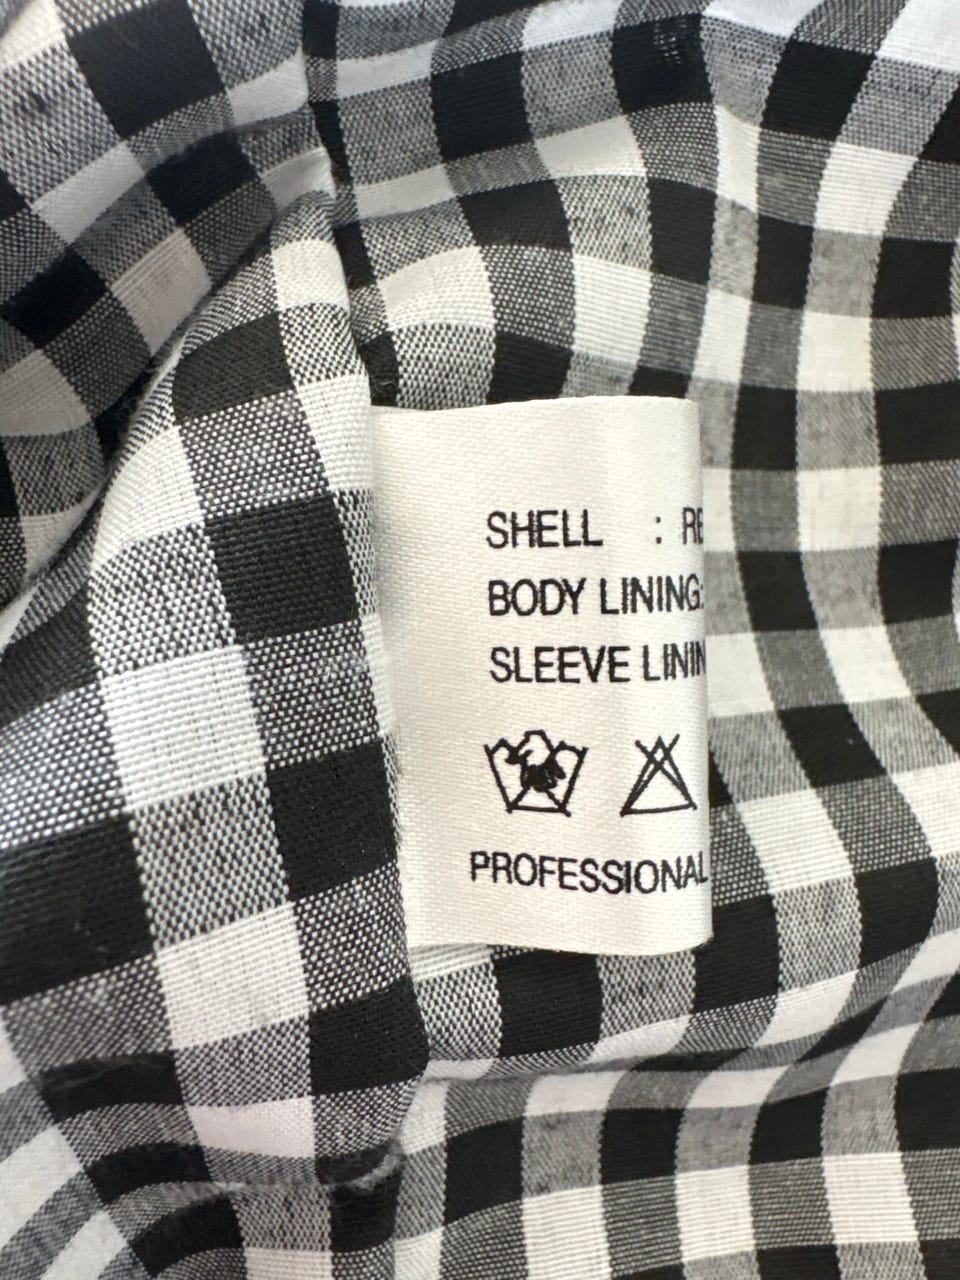 SHELL : RE
BODY LINING:
SLEEVE LININ
PROFESSIONAL